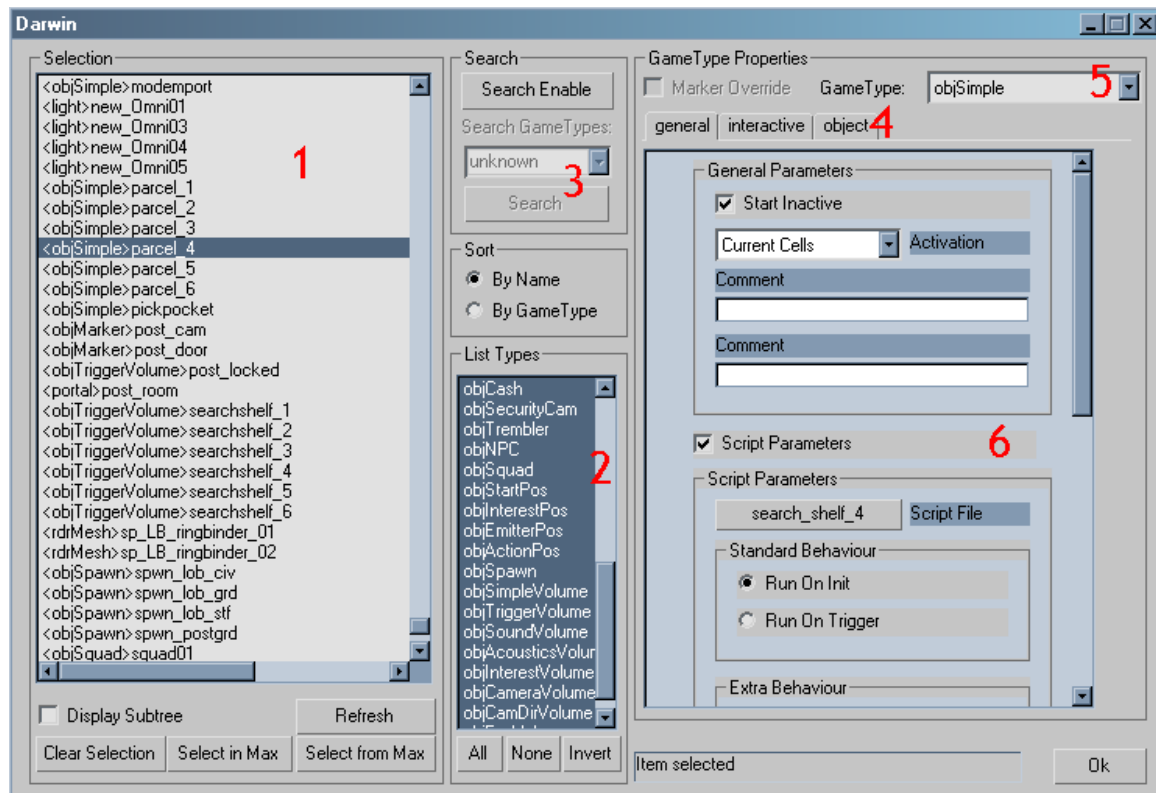 Darwin
Selection
<objSimple>modemport
<light>new_Omni01
<light>new_Omni03
<light>new_Omni04
<light>new_Omni05
<objSimple>parcel_1
<objSimple>parcel_2
<objSimple>parcel_3
<objSimple>parcel_4
<objSimple>parcel_5
<objSimple>parcel_6
<objSimple>pickpocket
<objMarker>post_cam
<objMarker>post_door
<objTriggerVolume>post_locked
<portal>post_room
<objTriggerVolume>searchshelf_1
<objTriggerVolume>searchshelf_2
<objTriggerVolume>searchshelf_3
<objTriggerVolume>searchshelf_4
<objTriggerVolume>searchshelf_5
<objTriggerVolume>searchshelf_6
<rdrMesh>sp_LB_ringbinder_01
<rdrMesh>sp_LB_ringbinder_02
<objSpawn>spwn_lob_civ
<objSpawn>spwn_lob_grd
<objSpawn>spwn_lob_stf
<objSpawn>spwn_postgrd
<objSquad>squad01
1
Display Subtree
Refresh
Clear Selection
Select in Max
Select from Max
Search
Search Enable
Search GameTypes:
unknown
3
Search
Sort
By Name
By GameType
List Types
objCash
objSecurityCam
objTrembler
objNPC
objSquad
objStartPos
objInterestPos
objEmitterPos
objActionPos
objSpawn
objSimpleVolume
objTriggerVolume
objSoundVolume
objAcousticsVolur
objInterestVolume
objCameraVolume
objCamDirVolume
2
All
None
Invert
GameType Properties
Marker Override
GameType:
objSimple
5
general
interactive
object
4
General Parameters
Start Inactive
Current Cells
Activation
Comment
Comment
Script Parameters
6
Script Parameters
search_shelf_4
Script File
Standard Behaviour
Run On Init
Run On Trigger
Extra Behaviour
Item selected
Ok